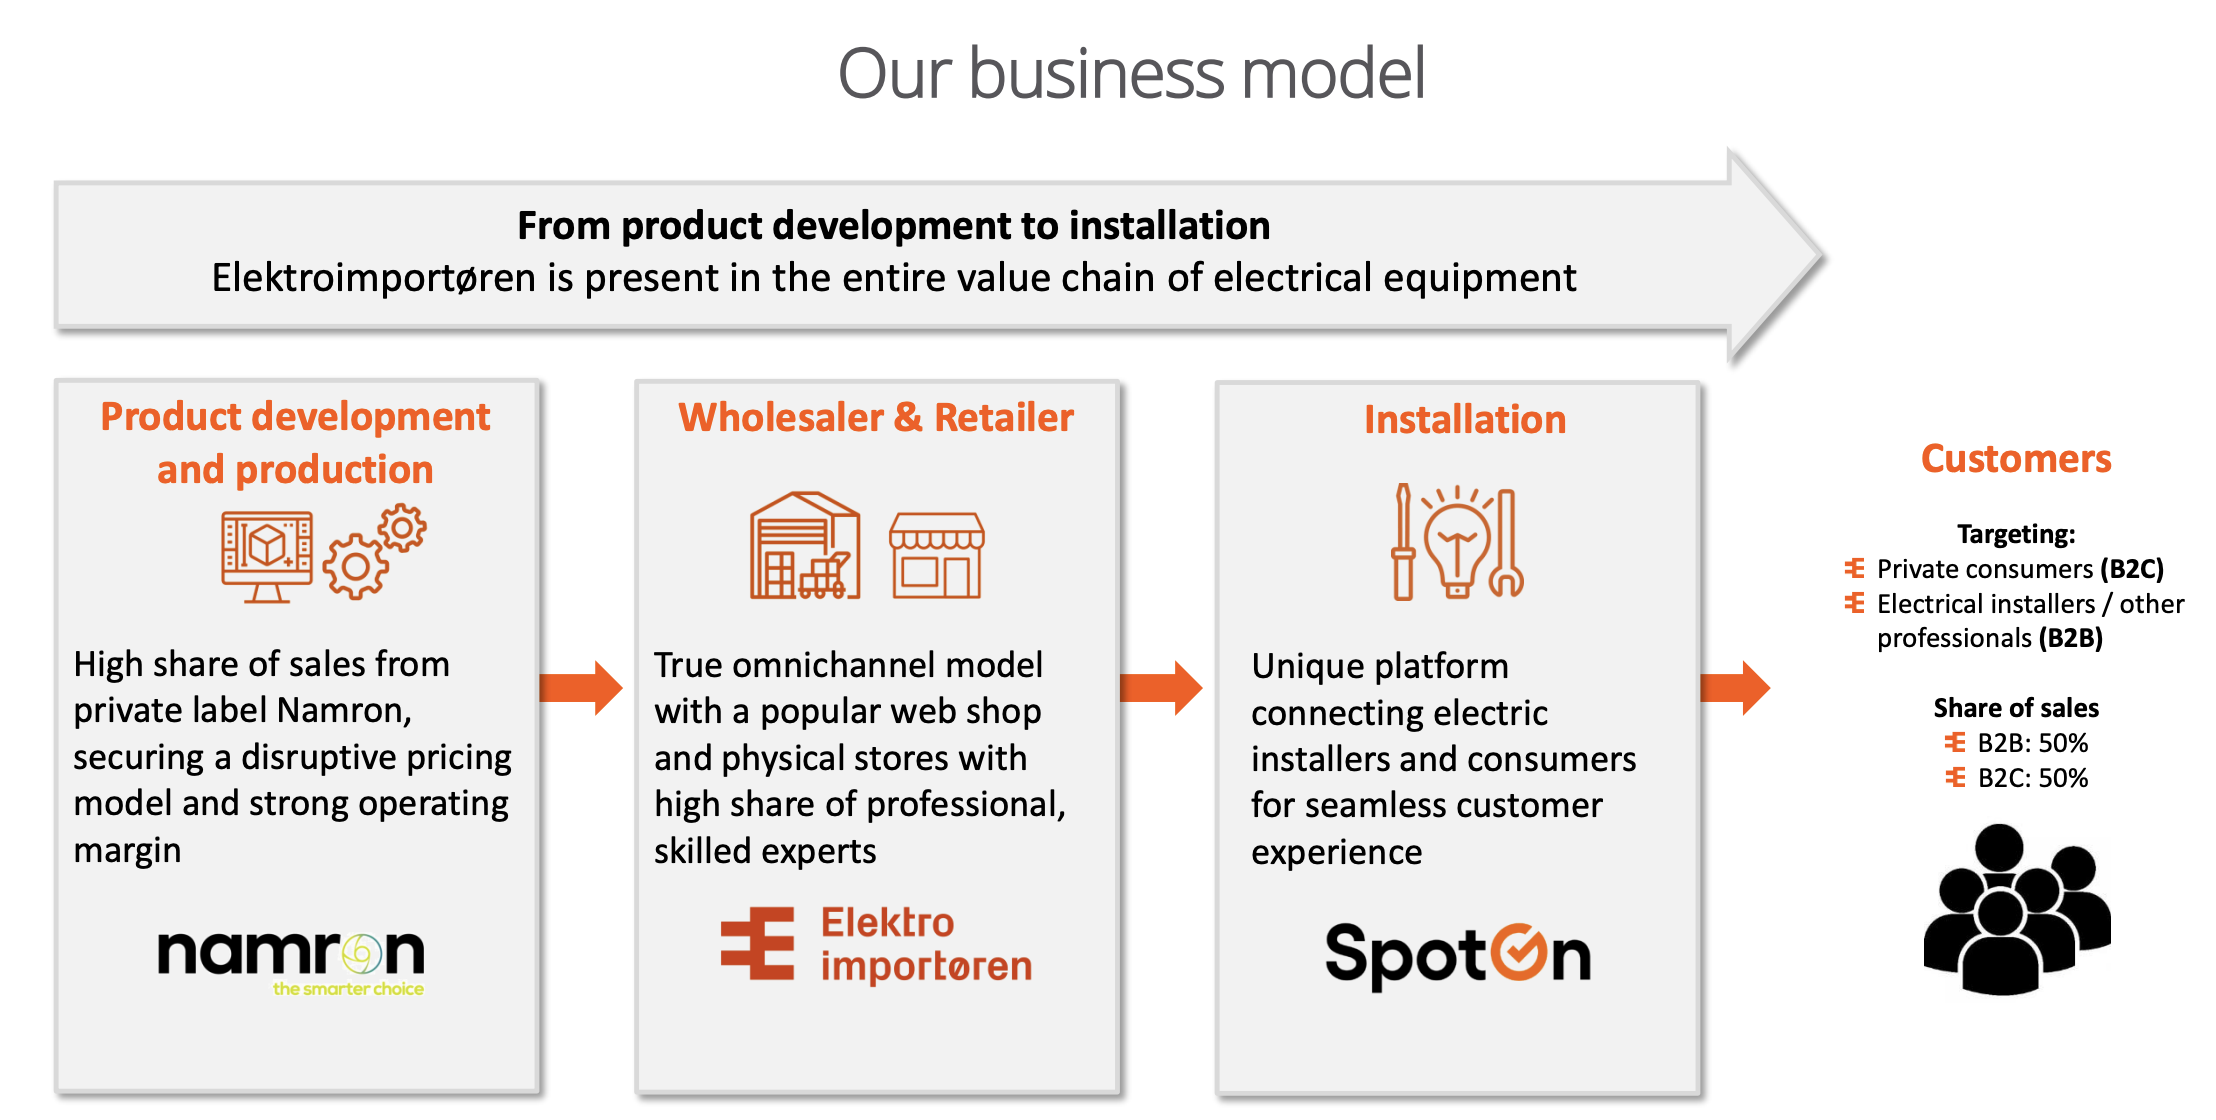 Our business model
From product development to installation
Elektroimportøren is present in the entire value chain of electrical equipment
Product development
and production
High share of sales from
private label Namron,
securing a disruptive pricing
model and strong operating
margin
namron
the smarter choice
Wholesaler & Retailer
True omnichannel model
with a popular web shop
and physical stores with
high share of professional,
skilled experts
Elektro
importøren
Installation
Unique platform
connecting electric
installers and consumers
for seamless customer
experience
SpotOn
Customers
Targeting:
Private consumers (B2C)
Electrical installers / other
professionals (B2B)
Share of sales
B2B: 50%
B2C: 50%